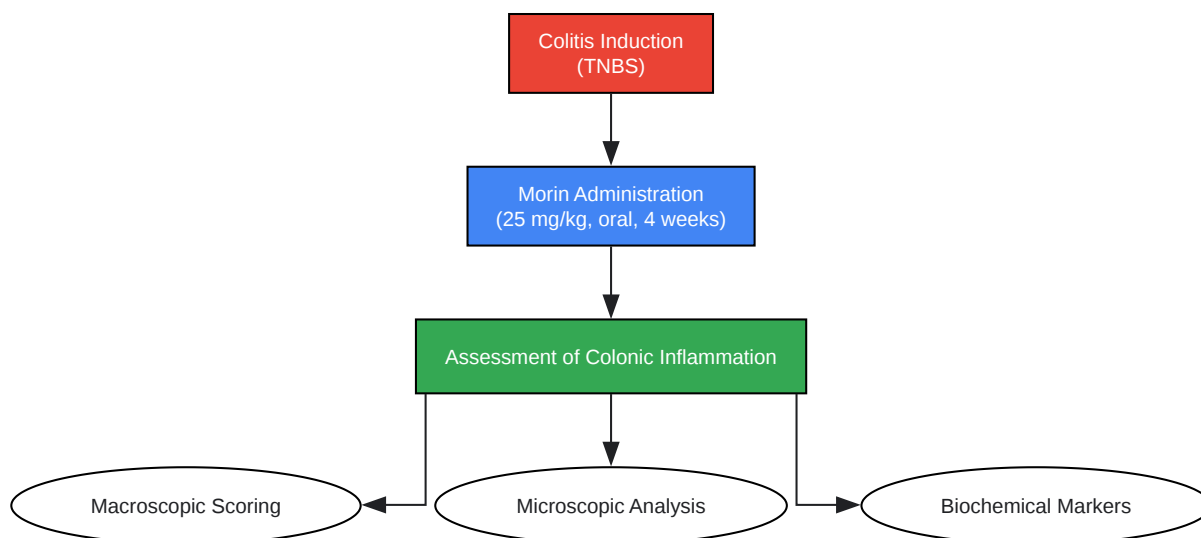 Colitis Induction
(TNBS)
Morin Administration
(25 mg/kg, oral, 4 weeks)
Assessment of Colonic Inflammation
Macroscopic Scoring
Microscopic Analysis
Biochemical Markers